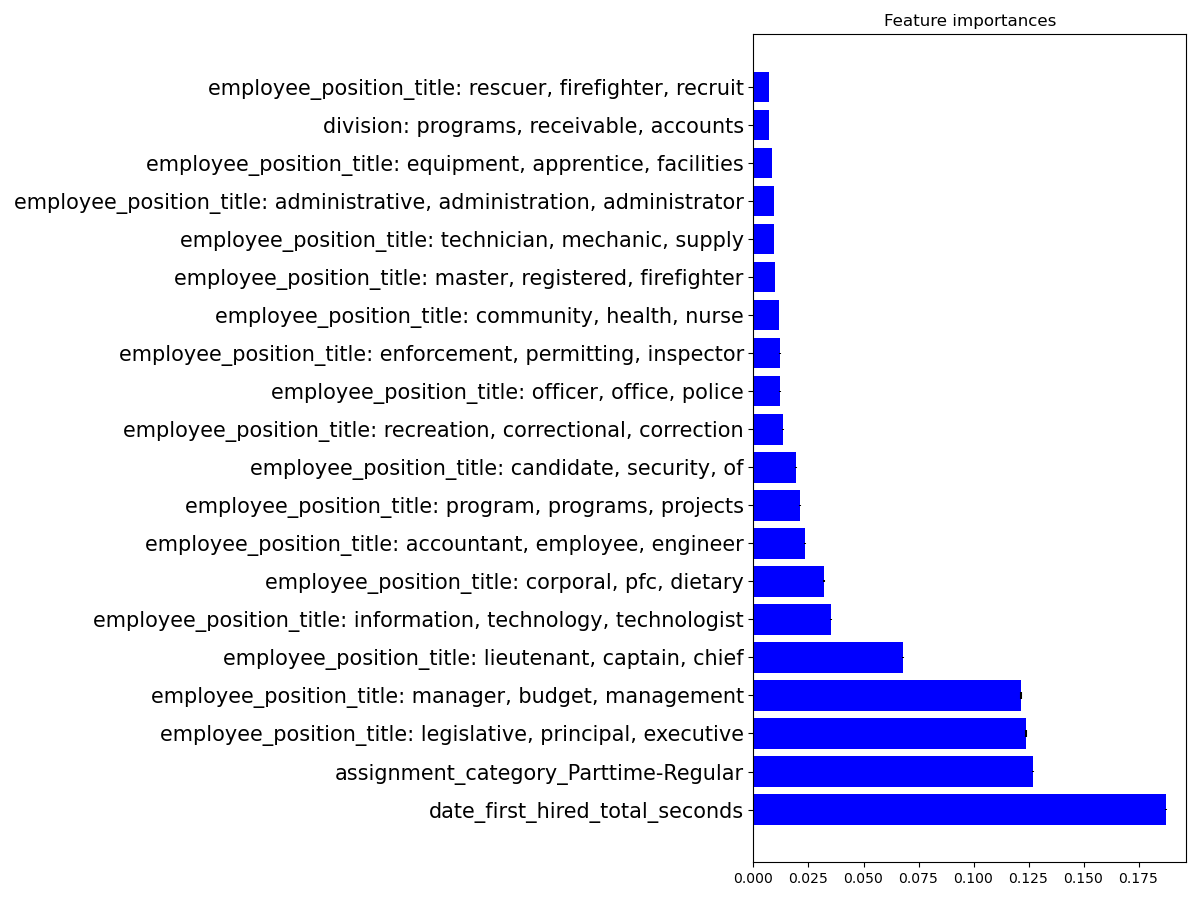 Feature importances
employee_position_title: rescuer, firefighter, recruit
division: programs, receivable, accounts
employee_position_title: equipment, apprentice, facilities
employee_position_title: administrative, administration, administrator
employee_position_title: technician, mechanic, supply
employee_position_title: master, registered, firefighter
employee_position_title: community, health, nurse
employee_position_title: enforcement, permitting, inspector
employee_position_title: officer, office, police
employee_position_title: recreation, correctional, correction
employee_position_title: candidate, security, of
employee_position_title: program, programs, projects
employee_position_title: accountant, employee, engineer
employee_position_title: corporal, pfc, dietary
employee_position_title: information, technology, technologist
employee_position_title: lieutenant, captain, chief
employee_position_title: manager, budget, management
employee_position_title: legislative, principal, executive
assignment_category_Parttime-Regular
date_first_hired_total_seconds
0.000 0.025 0.050 0.075 0.100 0.125 0.150 0.175